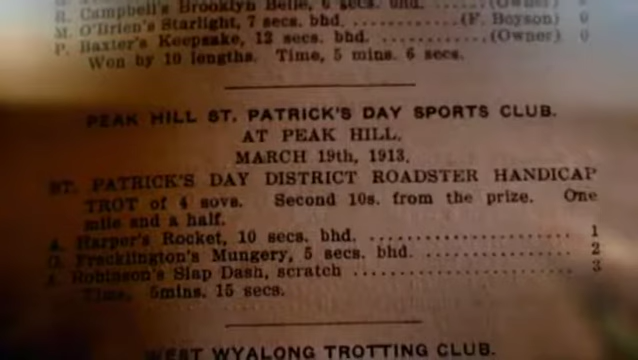 Campbell's Brooklyn Belle, 6 secs. bhd. ......(Owner)
M. O'Brien's Starlight, 7 secs. bhd. ............(F. Boyson) 0
P. Baxter's Keepsake, 12 secs. bhd. ............(Owner) 0
Won by 10 lengths. Time, 5 mins. 6 secs.
PEAK HILL ST. PATRICK'S DAY SPORTS CLUB.
AT PEAK HILL.
MARCH 19th, 1913.
ST. PATRICK'S DAY DISTRICT ROADSTER HANDICAP
TROT of 4 sovs. Second 10s. from the prize. One
mile and a half.
A. Harper's Rocket, 10 secs. bhd. ........................ 1
Fracklington's Mungery, 5 secs. bhd. ................ 2
Robinson's Slap Dash, scratch ........................ 3
Time, 5mins. 15 secs.
WEST WYALONG TROTTING CLUB.